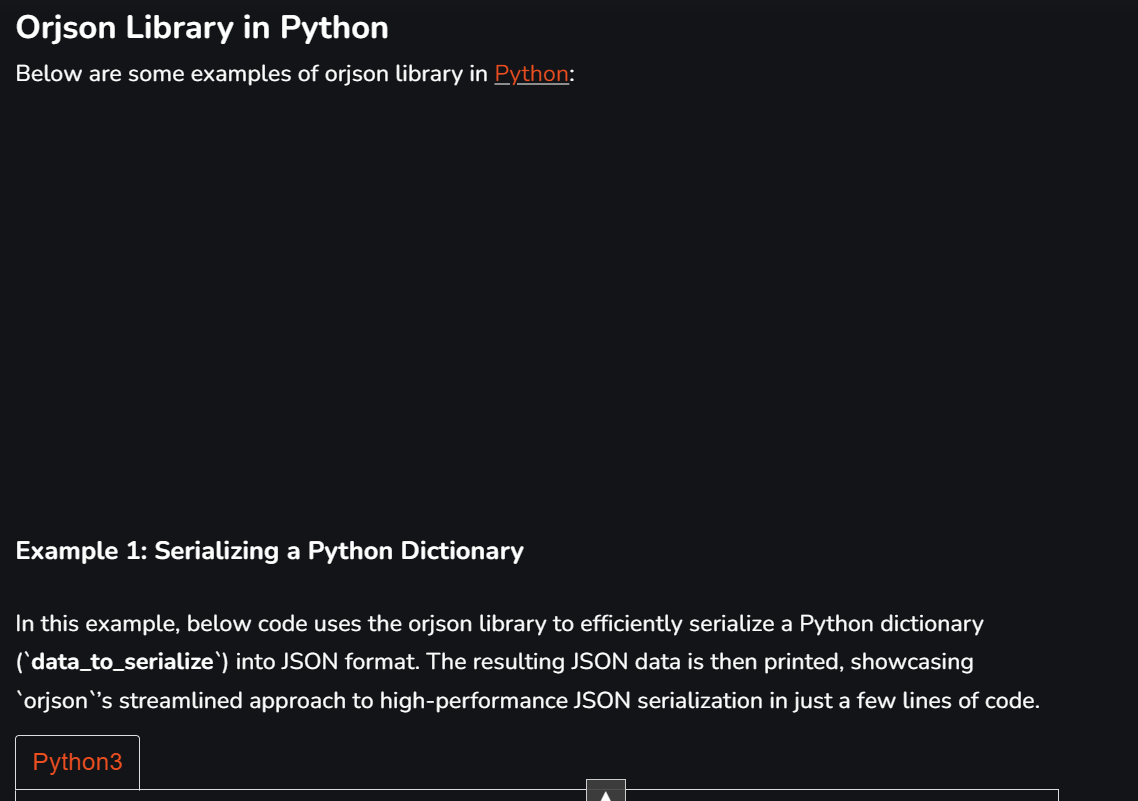 Orjson Library in Python
Below are some examples of orjson library in Python:
Example 1: Serializing a Python Dictionary
In this example, below code uses the orjson library to efficiently serialize a Python dictionary
(`data_to_serialize`) into JSON format. The resulting JSON data is then printed, showcasing
`orjson`’s streamlined approach to high-performance JSON serialization in just a few lines of code.
Python3